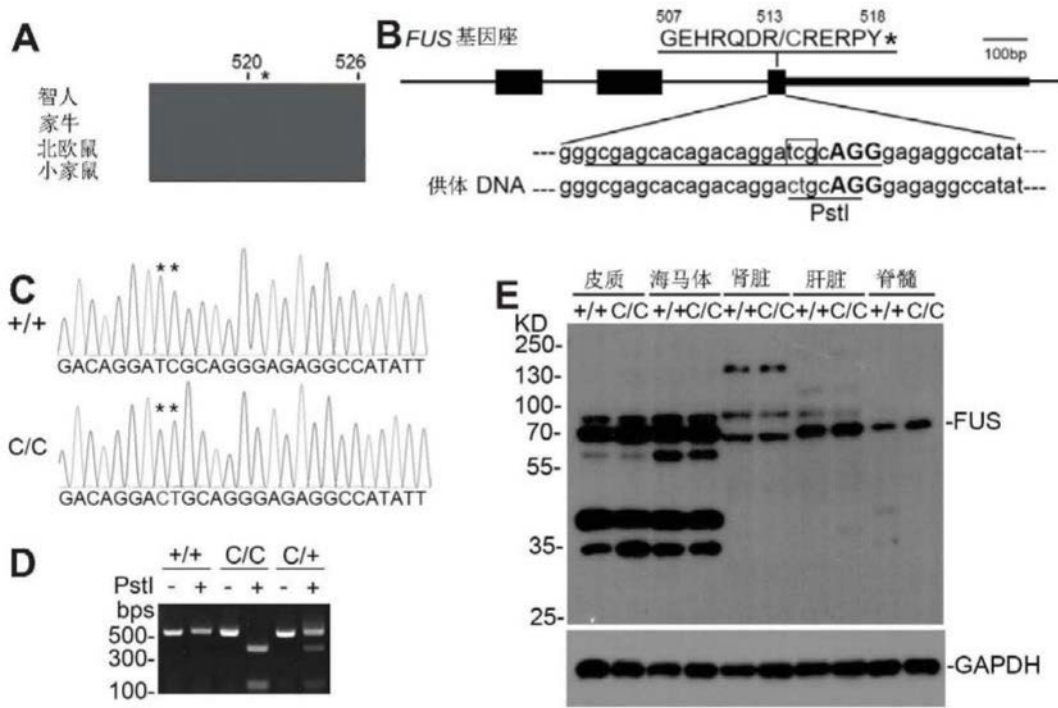 A
520
526
*
智人
家牛
北欧鼠
小家鼠
B
FUS 基因座
507
513
518
GEHRQDR/CRERPY*
100bp
--- gggcgagcacagacaggatcgcAGGgagaggccatat---
供体 DNA
--- gggcgagcacagacaggactgcAGGgagaggccatat---
PstI
C
+/+
**
GACAGGATCGCAGGGAGAGGCCATATT
C/C
**
GACAGGACTGCAGGGAGAGGCCATATT
D
+/+ C/C C/+
PstI - + - + - +
bps
500-
300-
100-
E
皮质 海马体 肾脏 肝脏 脊髓
+/+ C/C +/+ C/C +/+ C/C +/+ C/C +/+ C/C
KD
250-
130-
100-
70-
55-
35-
25-
-FUS
-GAPDH